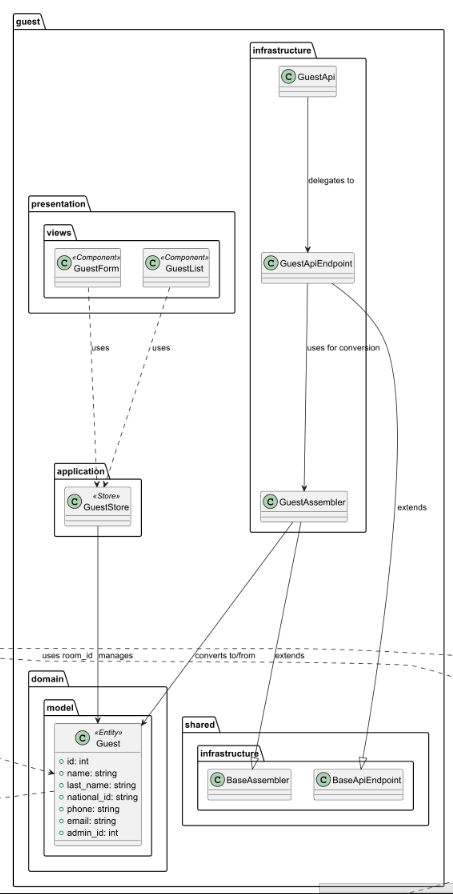 guest
infrastructure
C GuestApi
delegates to
presentation
views
C «Component» GuestForm
C «Component» GuestList
C GuestApiEndpoint
uses
uses
uses for conversion
application
C «Store» GuestStore
C GuestAssembler
extends
uses room_id
manages
converts to/from
extends
domain
model
C «Entity» Guest
id: int
name: string
last_name: string
national_id: string
phone: string
email: string
admin_id: int
shared
infrastructure
C BaseAssembler
C BaseApiEndpoint